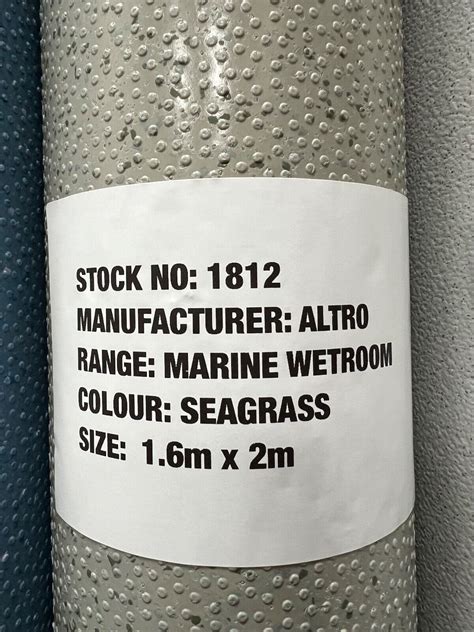 STOCK NO: 1812
MANUFACTURER: ALTRO
RANGE: MARINE WETROOM
COLOUR: SEAGRASS
SIZE: 1.6m x 2m